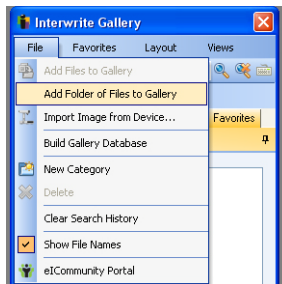 Interwrite Gallery
File Favorites Layout Views
Add Files to Gallery
Add Folder of Files to Gallery
Import Image from Device...
Favorites
Build Gallery Database
New Category
Delete
Clear Search History
Show File Names
eICommunity Portal